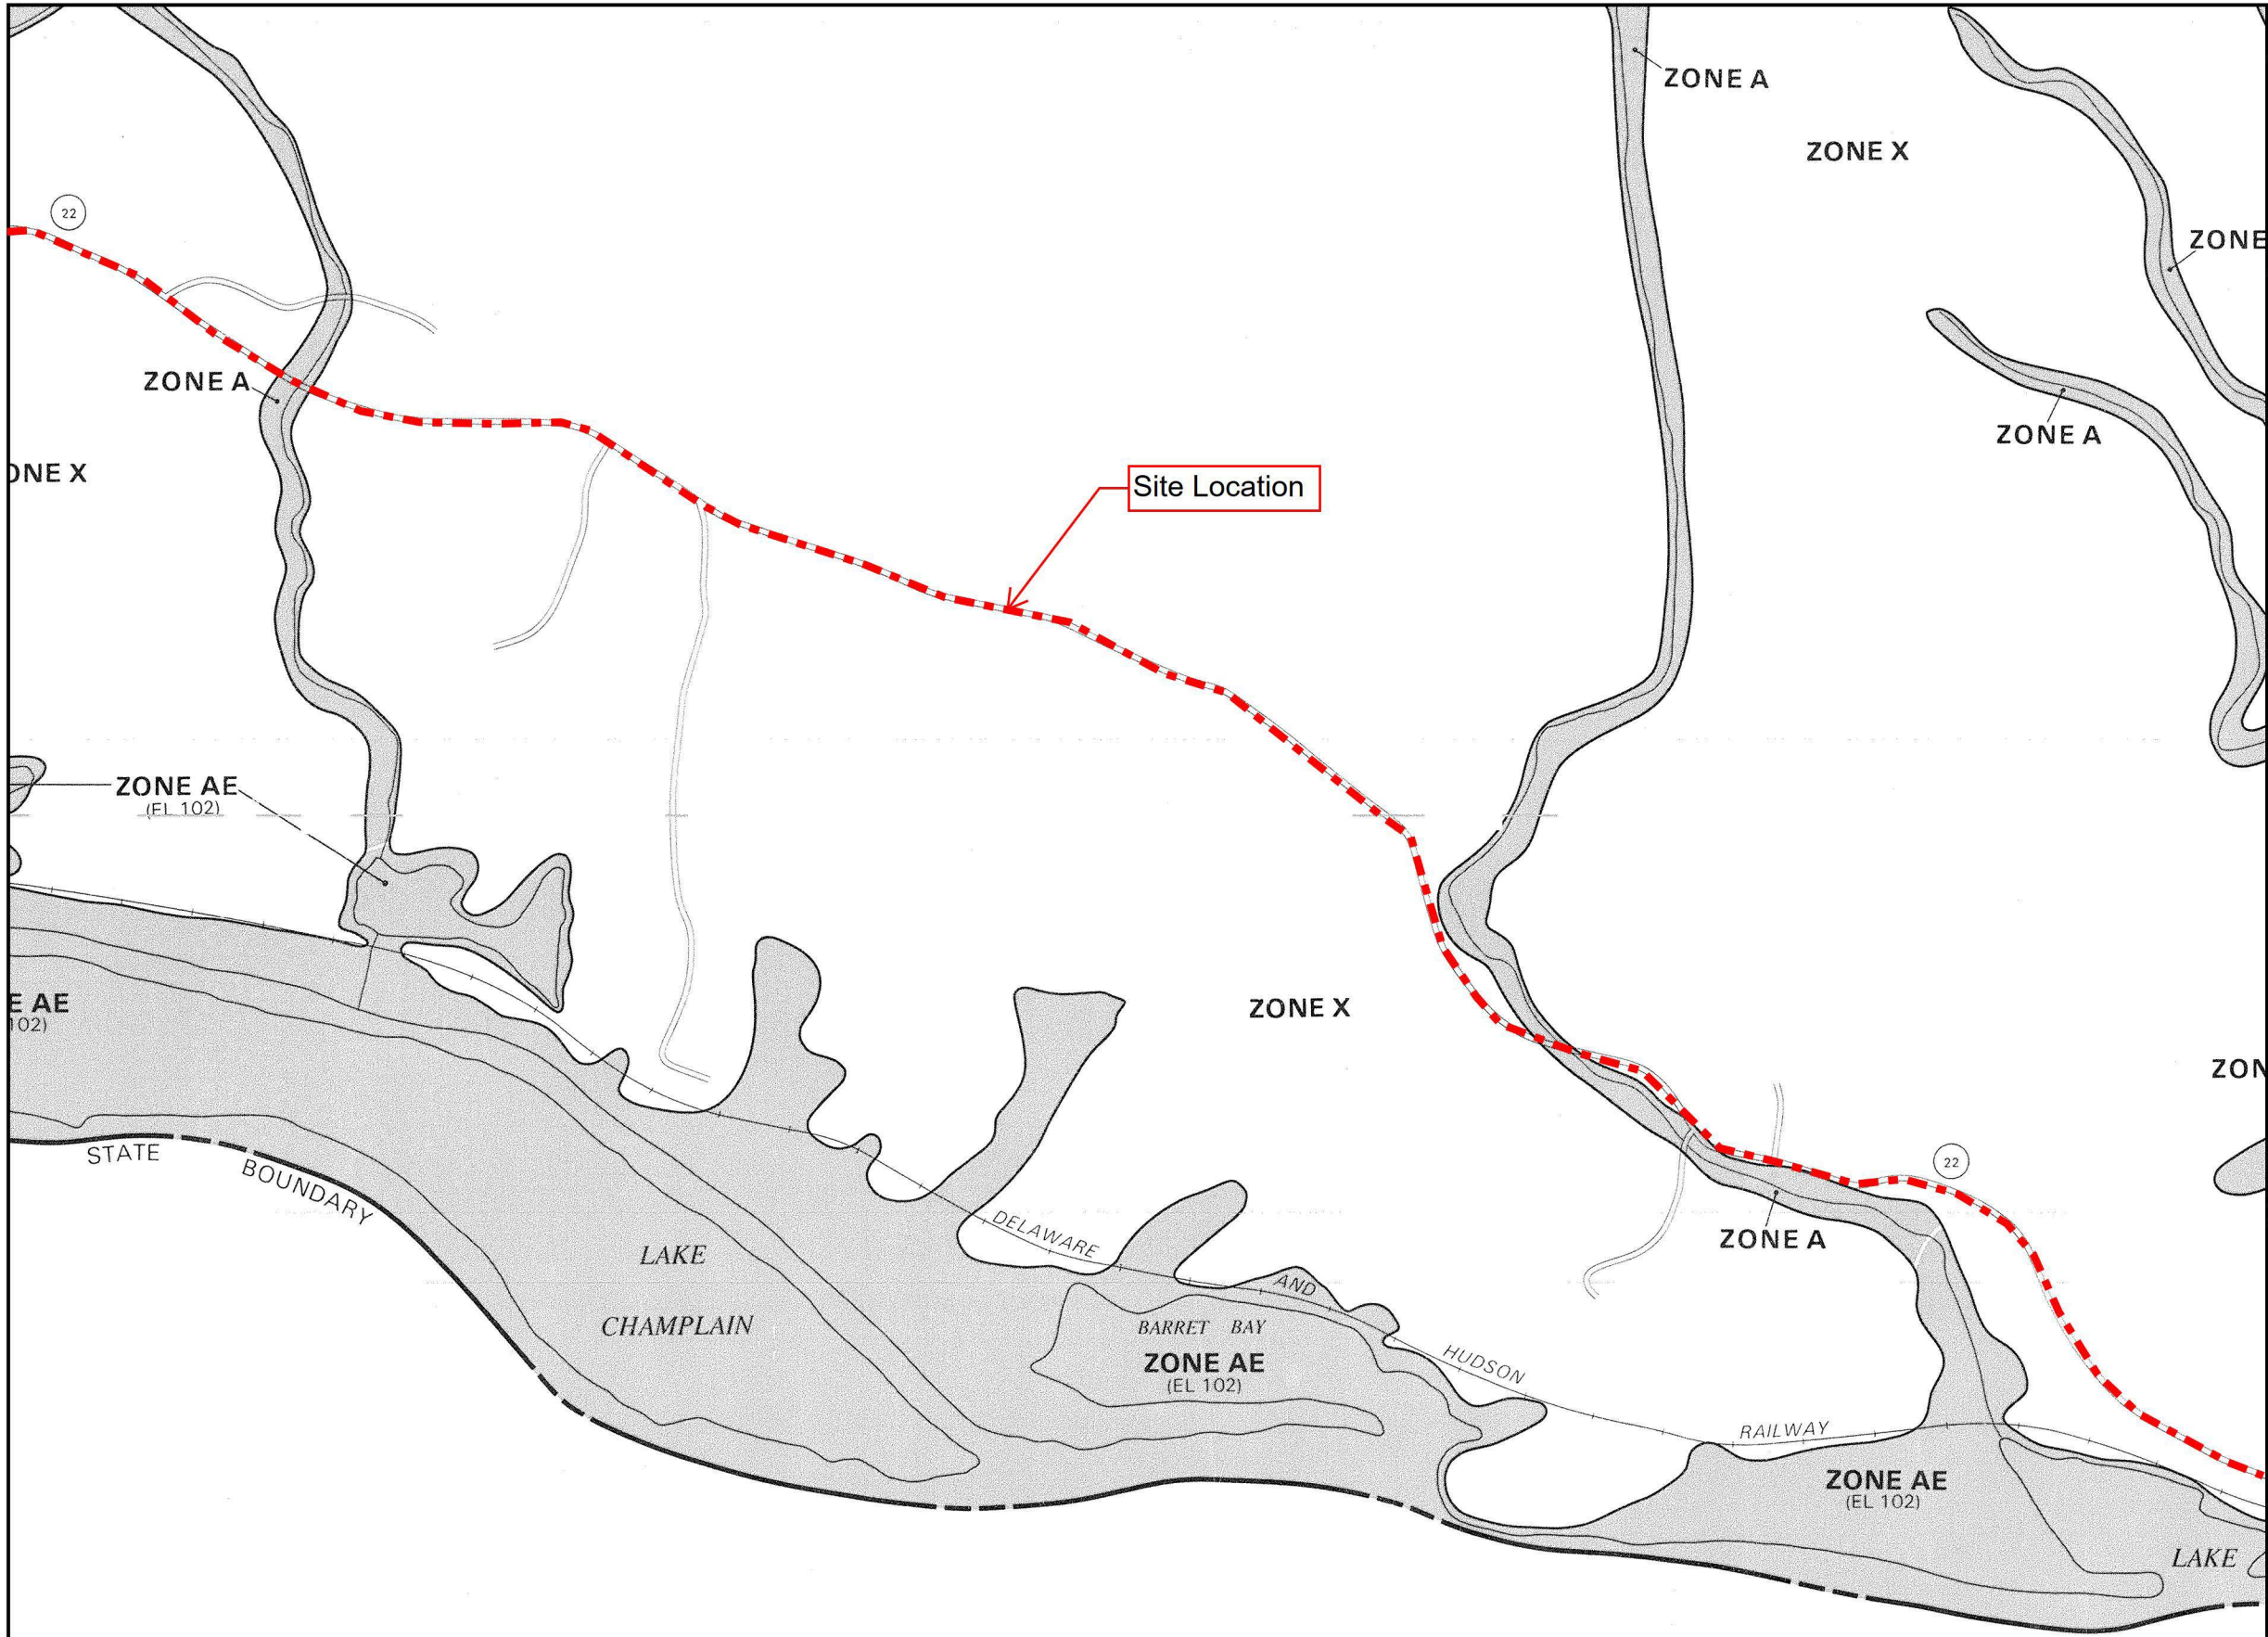 ZONE A
ZONE X
22
ZONE
ZONE A
ZONE A
ONE X
Site Location
ZONE AE
(EL 102)
E AE
102)
ZONE X
ZON
STATE BOUNDARY
22
DELAWARE AND HUDSON RAILWAY
ZONE A
LAKE
CHAMPLAIN
BARRET BAY
ZONE AE
(EL 102)
ZONE AE
(EL 102)
LAKE